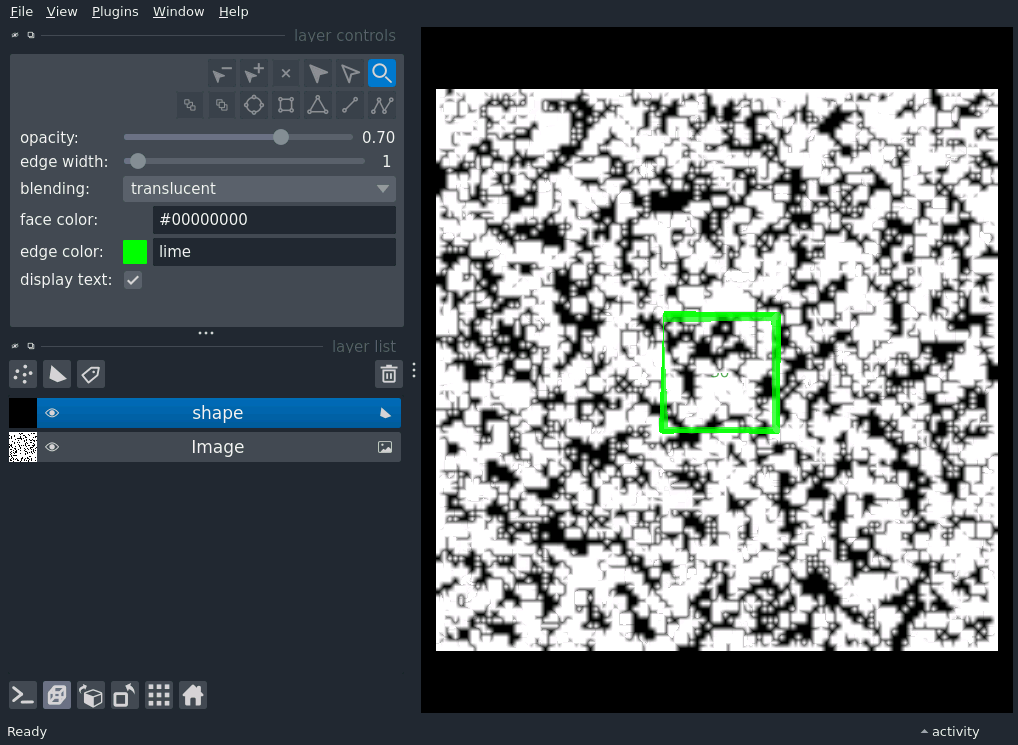 File View Plugins Window Help
layer controls
opacity: 0.70
edge width: 1
blending: translucent
face color: #00000000
edge color: lime
display text:
layer list
shape
Image
Ready
activity